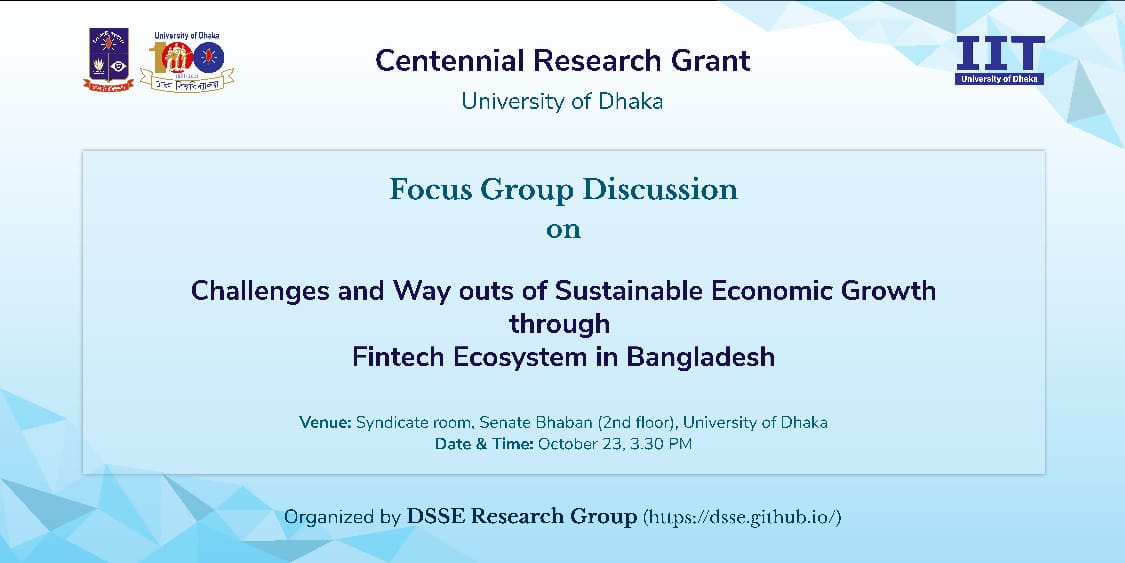 University of Dhaka
100
Centennial Research Grant
University of Dhaka
IIT
University of Dhaka
Focus Group Discussion
on
Challenges and Way outs of Sustainable Economic Growth
through
Fintech Ecosystem in Bangladesh
Venue: Syndicate room, Senate Bhaban (2nd floor), University of Dhaka
Date & Time: October 23, 3.30 PM
Organized by DSSE Research Group (https://dsse.github.io/)